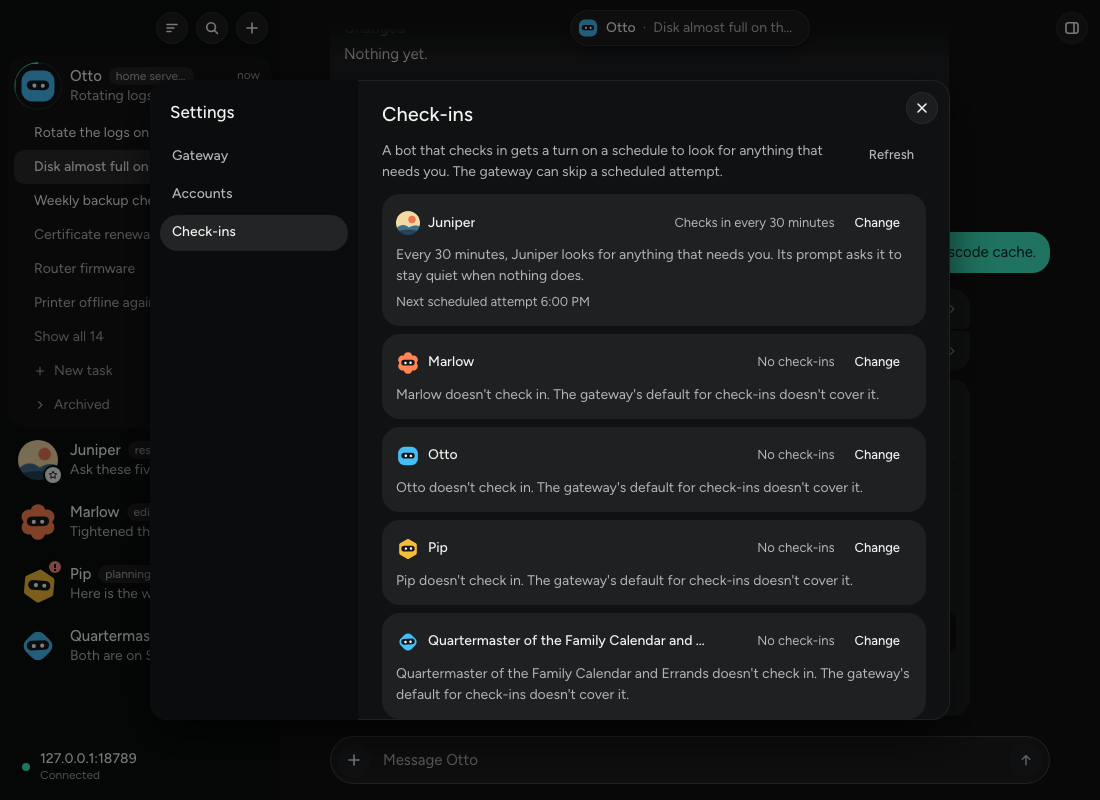 Otto · Disk almost full on th...
Nothing yet.
Otto home serve... now
Rotating logs
Rotate the logs on
Disk almost full on
Weekly backup che
Certificate renewa
Router firmware
Printer offline again
Show all 14
+ New task
> Archived
Juniper res
Ask these fiv
Marlow edi
Tightened th
Pip planning
Here is the w
Quartermas
Both are on S
127.0.0.1:18789
Connected
Settings
Gateway
Accounts
Check-ins
Check-ins
A bot that checks in gets a turn on a schedule to look for anything that
needs you. The gateway can skip a scheduled attempt.
Refresh
Juniper Checks in every 30 minutes Change
Every 30 minutes, Juniper looks for anything that needs you. Its prompt asks it to
stay quiet when nothing does.
Next scheduled attempt 6:00 PM
Marlow No check-ins Change
Marlow doesn't check in. The gateway's default for check-ins doesn't cover it.
Otto No check-ins Change
Otto doesn't check in. The gateway's default for check-ins doesn't cover it.
Pip No check-ins Change
Pip doesn't check in. The gateway's default for check-ins doesn't cover it.
Quartermaster of the Family Calendar and ... No check-ins Change
Quartermaster of the Family Calendar and Errands doesn't check in. The gateway's
default for check-ins doesn't cover it.
scode cache.
Message Otto